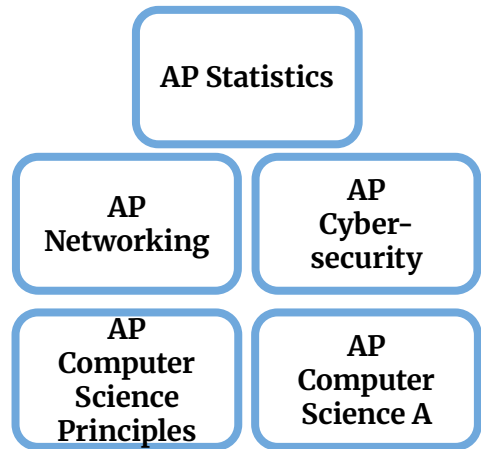 AP Statistics
AP
Networking
AP
Cyber-
security
AP
Computer
Science
Principles
AP
Computer
Science A